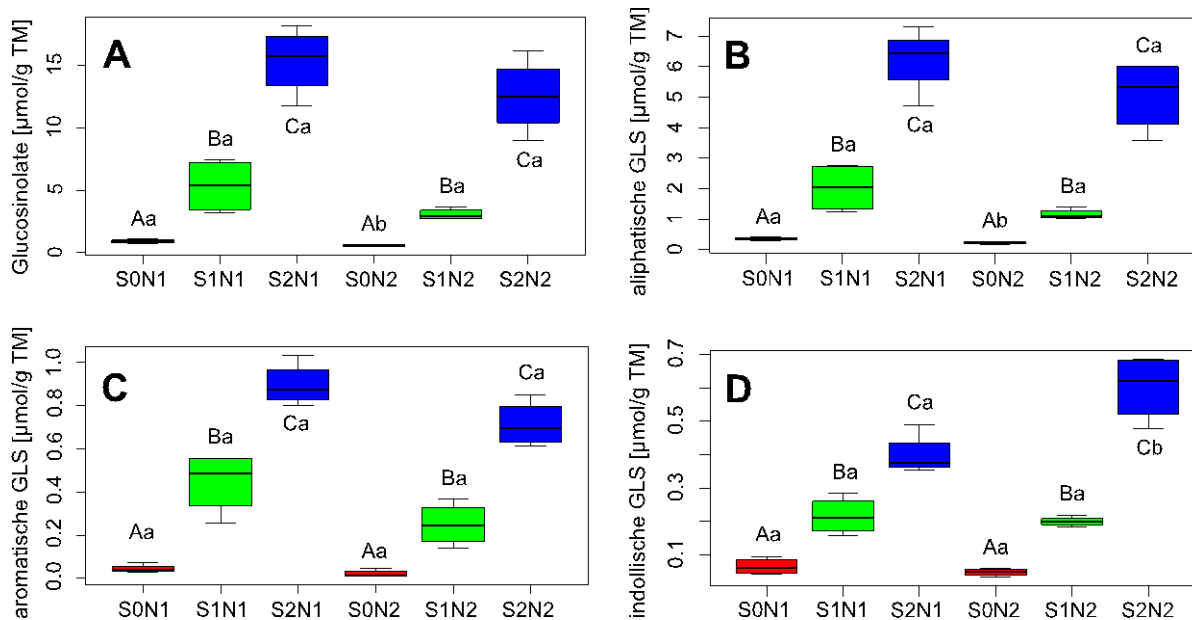 A
Glucosinolate [µmol/g TM]
15
10
5
0
Aa
Ba
Ca
Ab
Ba
Ca
S0N1 S1N1 S2N1 S0N2 S1N2 S2N2
B
aliphatische GLS [µmol/g TM]
7
6
5
4
3
2
1
0
Aa
Ba
Ca
Ab
Ba
Ca
S0N1 S1N1 S2N1 S0N2 S1N2 S2N2
C
aromatische GLS [µmol/g TM]
1.0
0.8
0.6
0.4
0.2
0.0
Aa
Ba
Ca
Aa
Ba
Ca
S0N1 S1N1 S2N1 S0N2 S1N2 S2N2
D
indollische GLS [µmol/g TM]
0.7
0.5
0.3
0.1
Aa
Ba
Ca
Aa
Ba
Cb
S0N1 S1N1 S2N1 S0N2 S1N2 S2N2